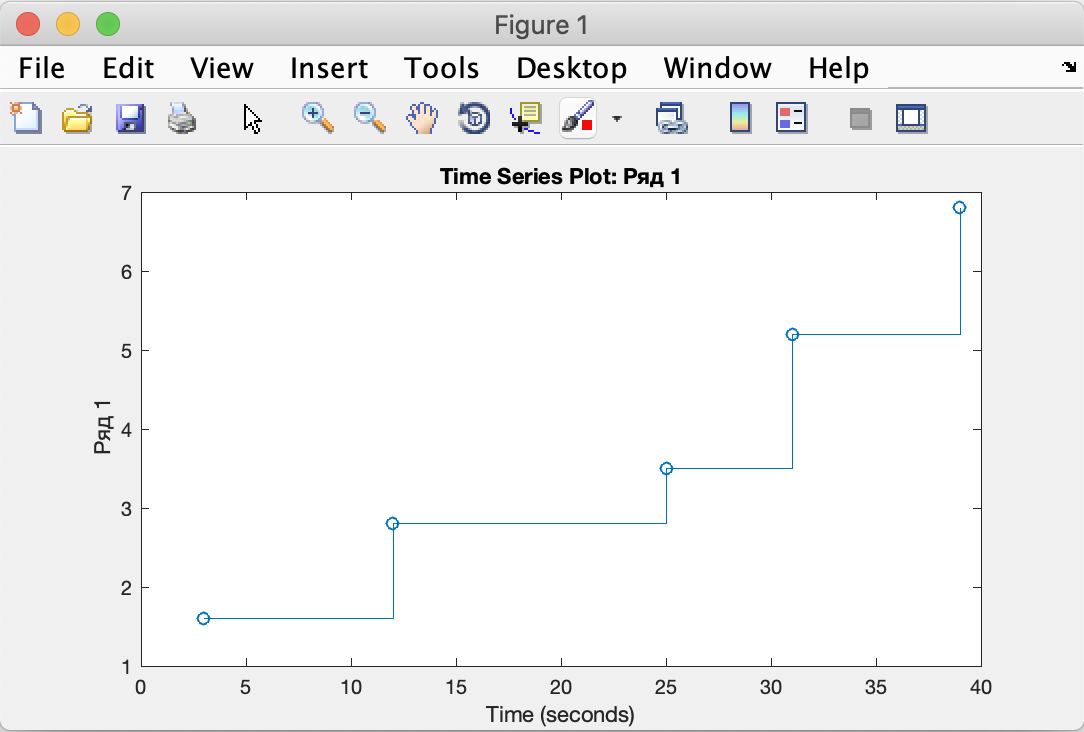 Figure 1
File Edit View Insert Tools Desktop Window Help
Time Series Plot: Ряд 1
7
6
5
4
3
2
1
Ряд 1
0 5 10 15 20 25 30 35 40
Time (seconds)